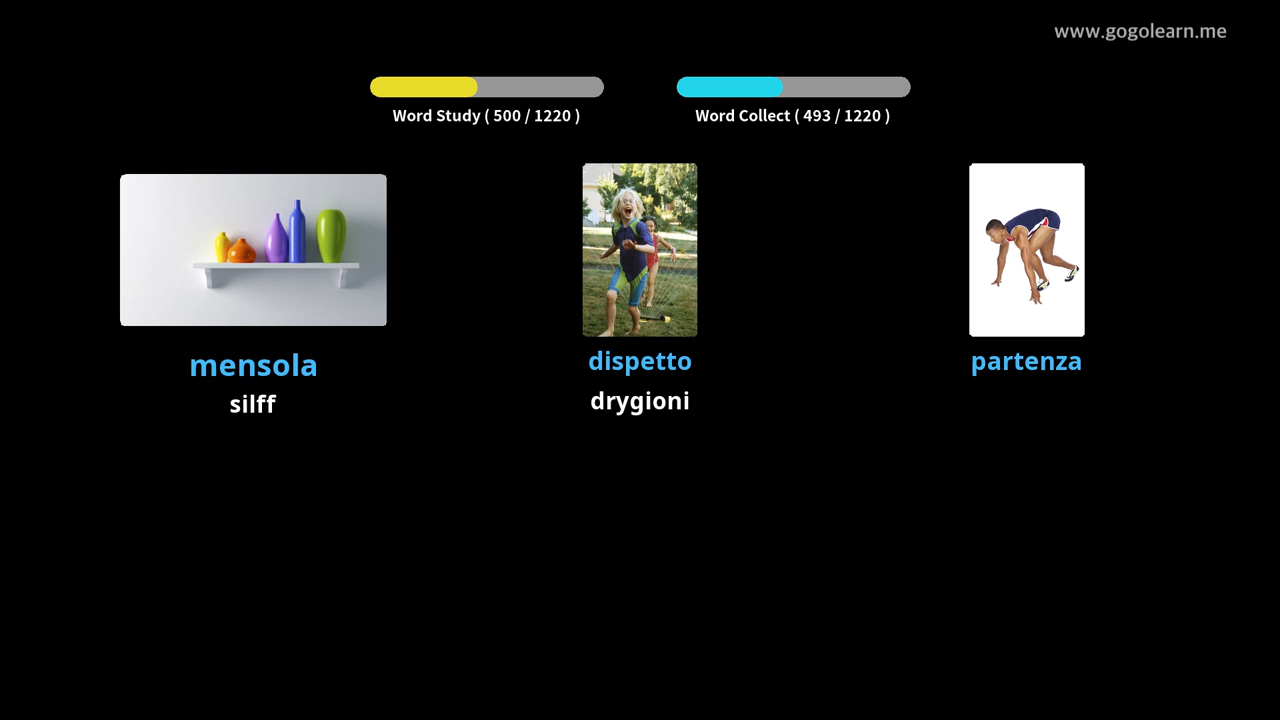 www.gogolearn.me
Word Study ( 500 / 1220 )
Word Collect ( 493 / 1220 )
mensola
silff
dispetto
drygioni
partenza